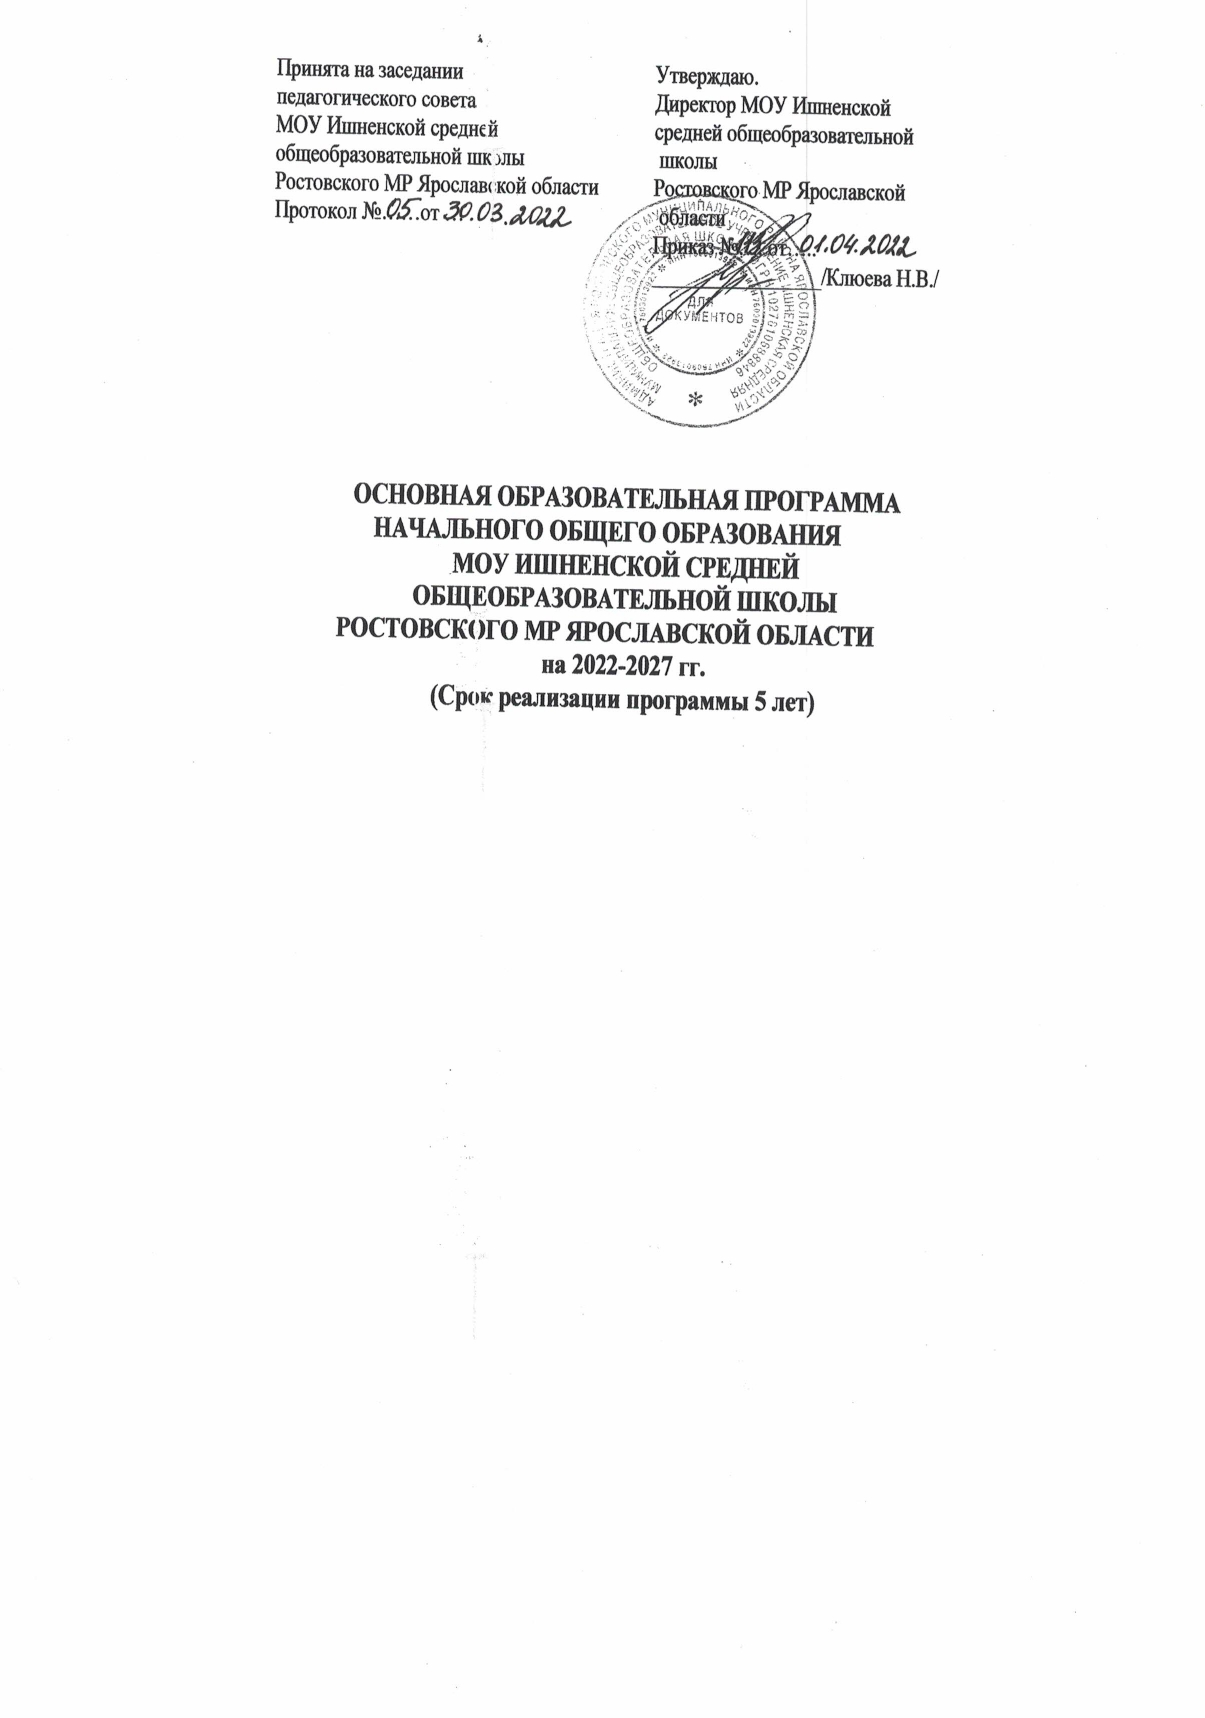 Принята на заседании
педагогического совета
МОУ Ишненской средней
общеобразовательной школы
Ростовского МР Ярославской области
Протокол №.05..от 30.03.2022
Утверждаю.
Директор МОУ Ишненской
средней общеобразовательной
школы
Ростовского МР Ярославской
области
Приказ № от 01.04.2022
/Клюева Н.В./
ДЛЯ
ДОКУМЕНТОВ
ОСНОВНАЯ ОБРАЗОВАТЕЛЬНАЯ ПРОГРАММА
НАЧАЛЬНОГО ОБЩЕГО ОБРАЗОВАНИЯ
МОУ ИШНЕНСКОЙ СРЕДНЕЙ
ОБЩЕОБРАЗОВАТЕЛЬНОЙ ШКОЛЫ
РОСТОВСКОГО МР ЯРОСЛАВСКОЙ ОБЛАСТИ
на 2022-2027 гг.
(Срок реализации программы 5 лет)